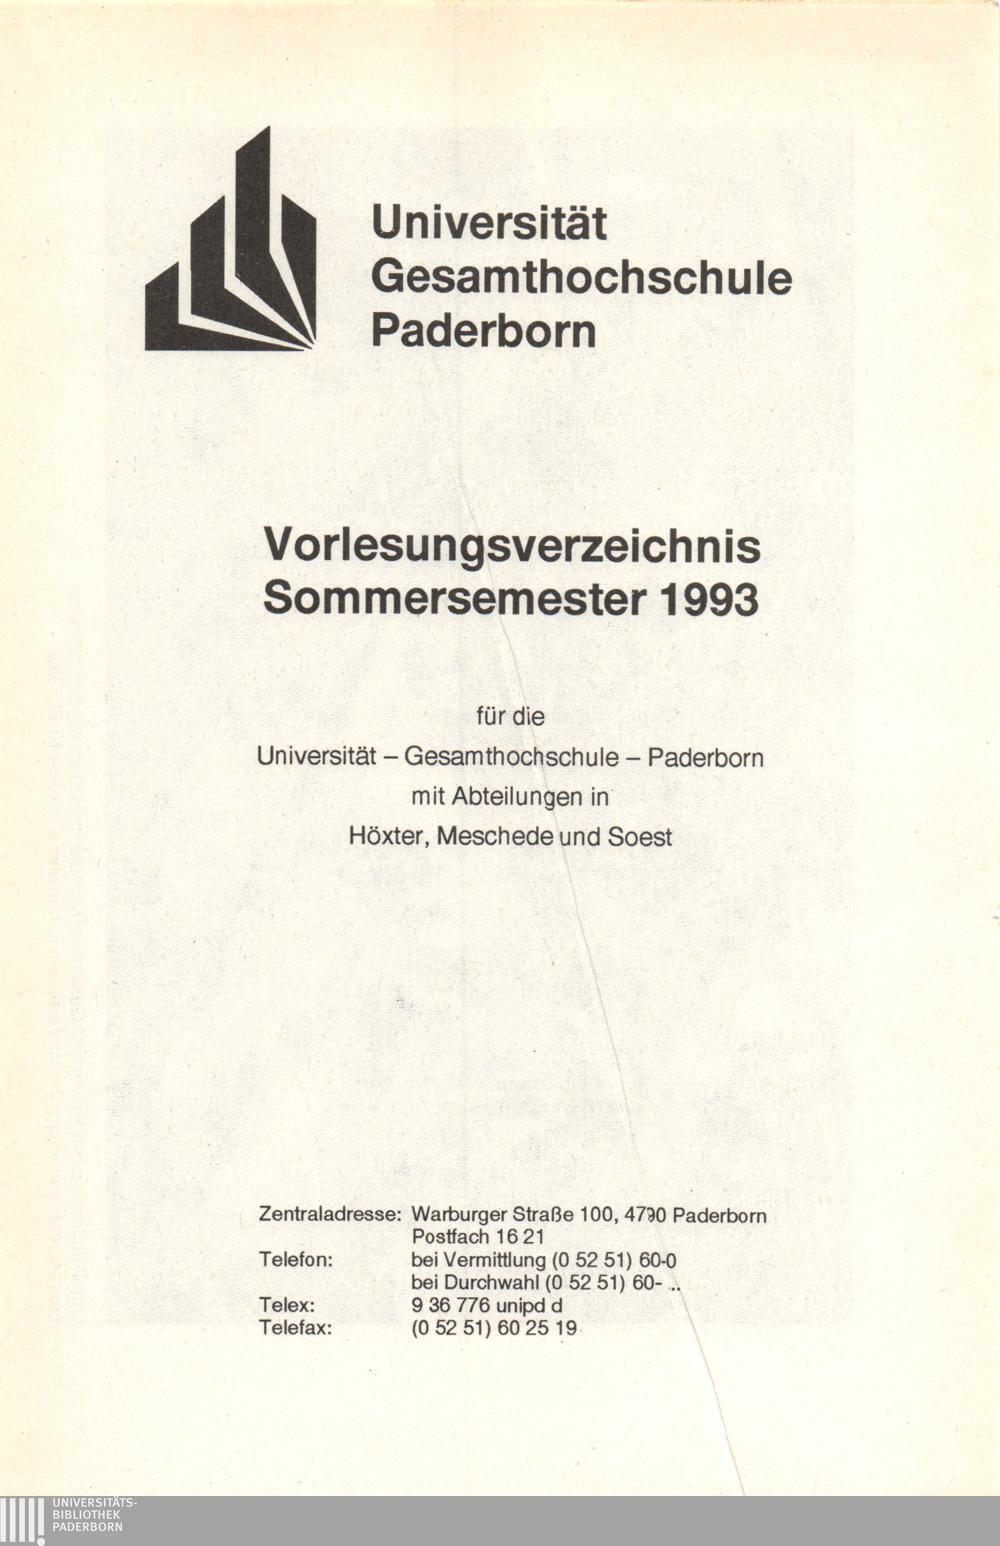 Universität
Gesamthochschule
Paderborn
Vorlesungsverzeichnis
Sommersemester 1993
für die
Universität – Gesamthochschule – Paderborn
mit Abteilungen in
Höxter, Meschede und Soest
Zentraladresse: Warburger Straße 100, 4790 Paderborn
Postfach 16 21
Telefon: bei Vermittlung (0 52 51) 60-0
bei Durchwahl (0 52 51) 60- ...
Telex: 9 36 776 unipd d
Telefax: (0 52 51) 60 25 19
UNIVERSITÄTS-
BIBLIOTHEK
PADERBORN